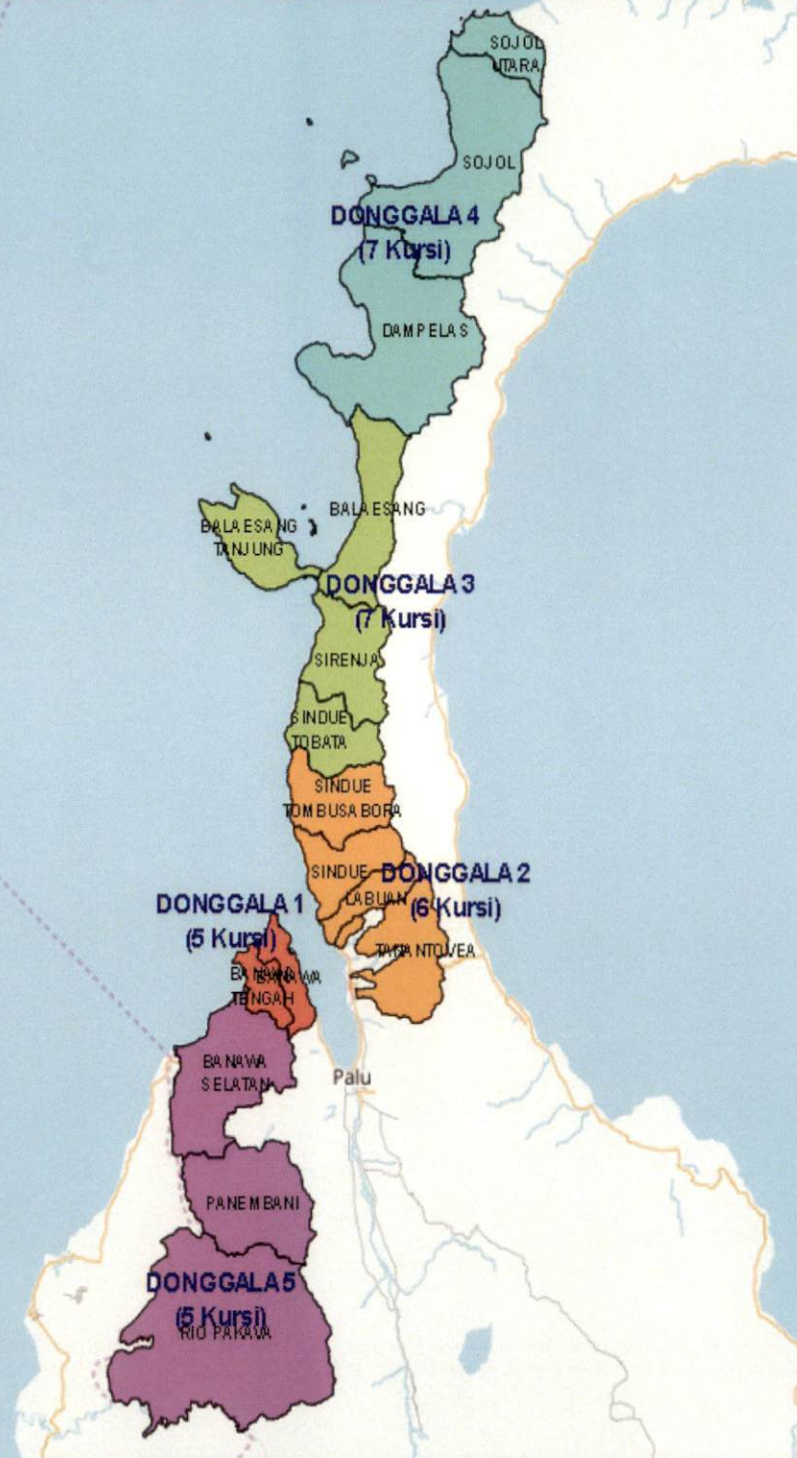 SOJOL
UTARA
SOJOL
DONGGALA 4
(7 Kursi)
DAMPELAS
BALAESANG
BALAESANG
TANJUNG
DONGGALA 3
(7 Kursi)
SIRENJA
SINDUE
TOBATA
SINDUE
TOMBUSABORA
SINDUE
DONGGALA 2
LABUAN
(6 Kursi)
DONGGALA 1
(5 Kursi)
TANANTOVEA
BANAWA
BANAWA
TENGAH
BANAWA
SELATAN
Palu
PANEMBANI
DONGGALA 5
(5 Kursi)
RIO PAKAVA